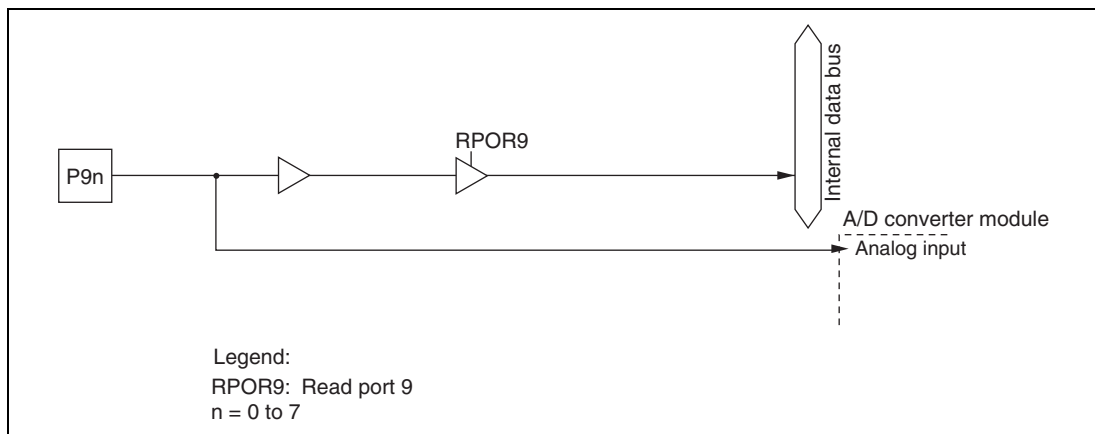 Internal data bus
RPOR9
P9n
A/D converter module
Analog input
Legend:
RPOR9: Read port 9
n = 0 to 7